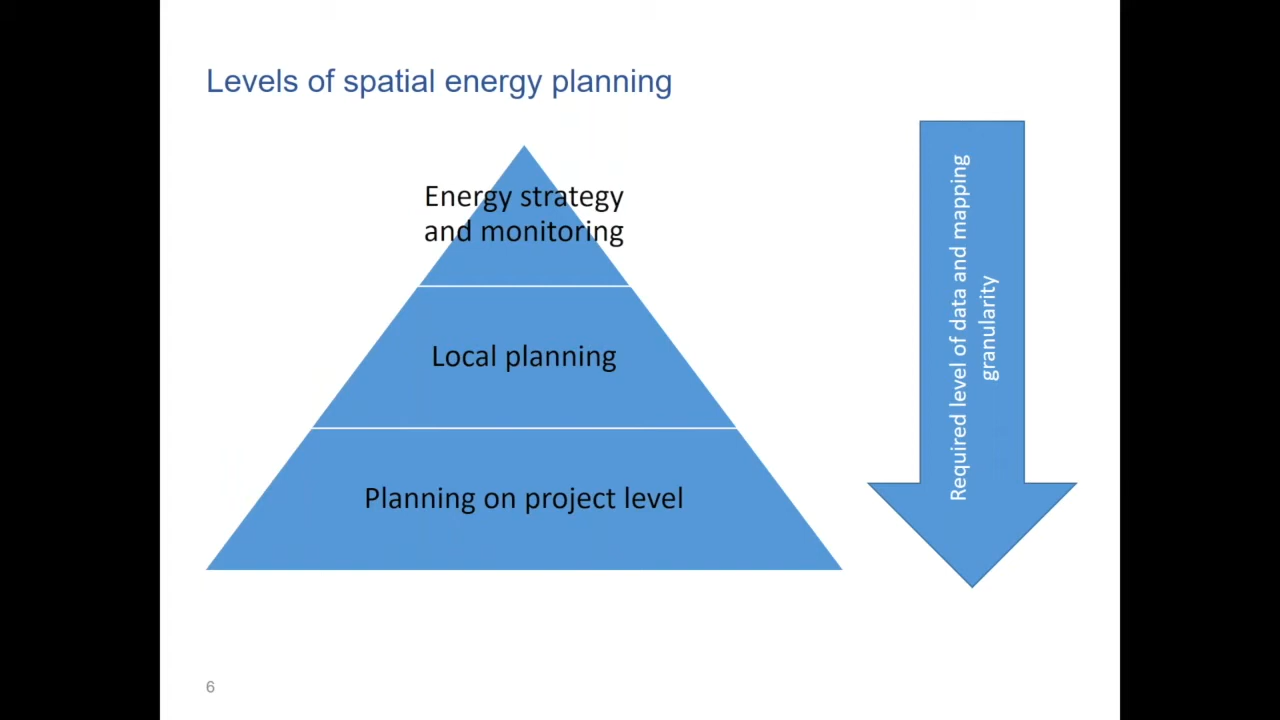 Levels of spatial energy planning
Energy strategy
and monitoring
Local planning
Planning on project level
Required level of data and mapping
granularity
6